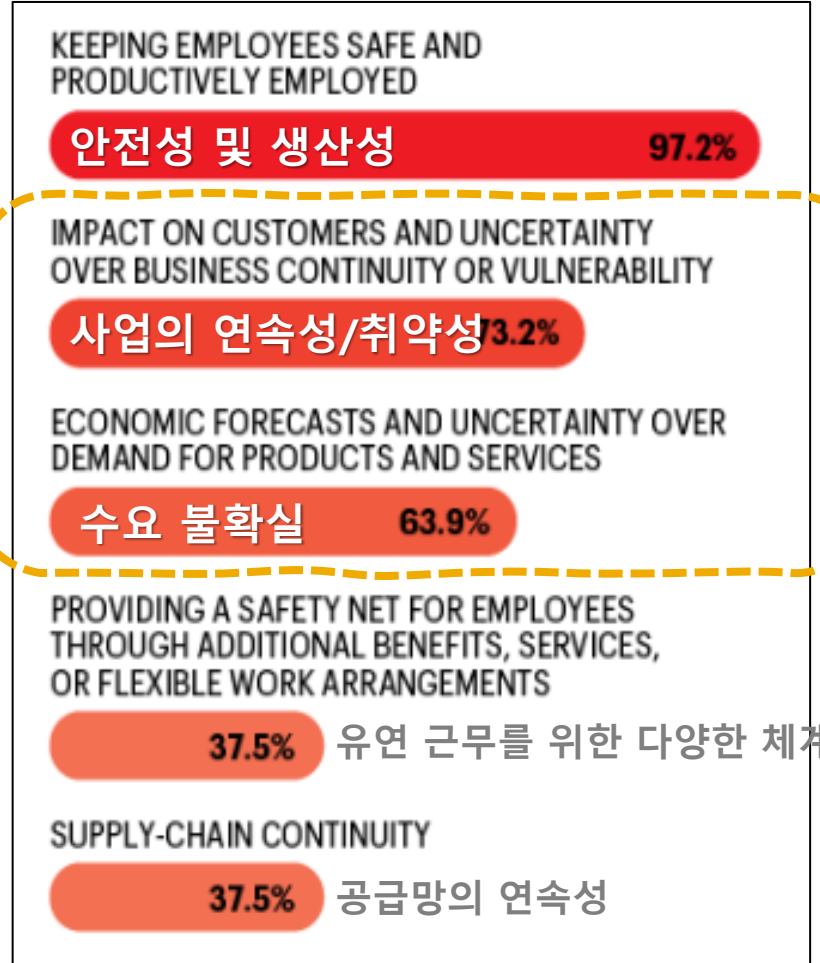 KEEPING EMPLOYEES SAFE AND
PRODUCTIVELY EMPLOYED
안전성 및 생산성 97.2%
IMPACT ON CUSTOMERS AND UNCERTAINTY
OVER BUSINESS CONTINUITY OR VULNERABILITY
사업의 연속성/취약성 73.2%
ECONOMIC FORECASTS AND UNCERTAINTY OVER
DEMAND FOR PRODUCTS AND SERVICES
수요 불확실 63.9%
PROVIDING A SAFETY NET FOR EMPLOYEES
THROUGH ADDITIONAL BENEFITS, SERVICES,
OR FLEXIBLE WORK ARRANGEMENTS
37.5% 유연 근무를 위한 다양한 체계
SUPPLY-CHAIN CONTINUITY
37.5% 공급망의 연속성